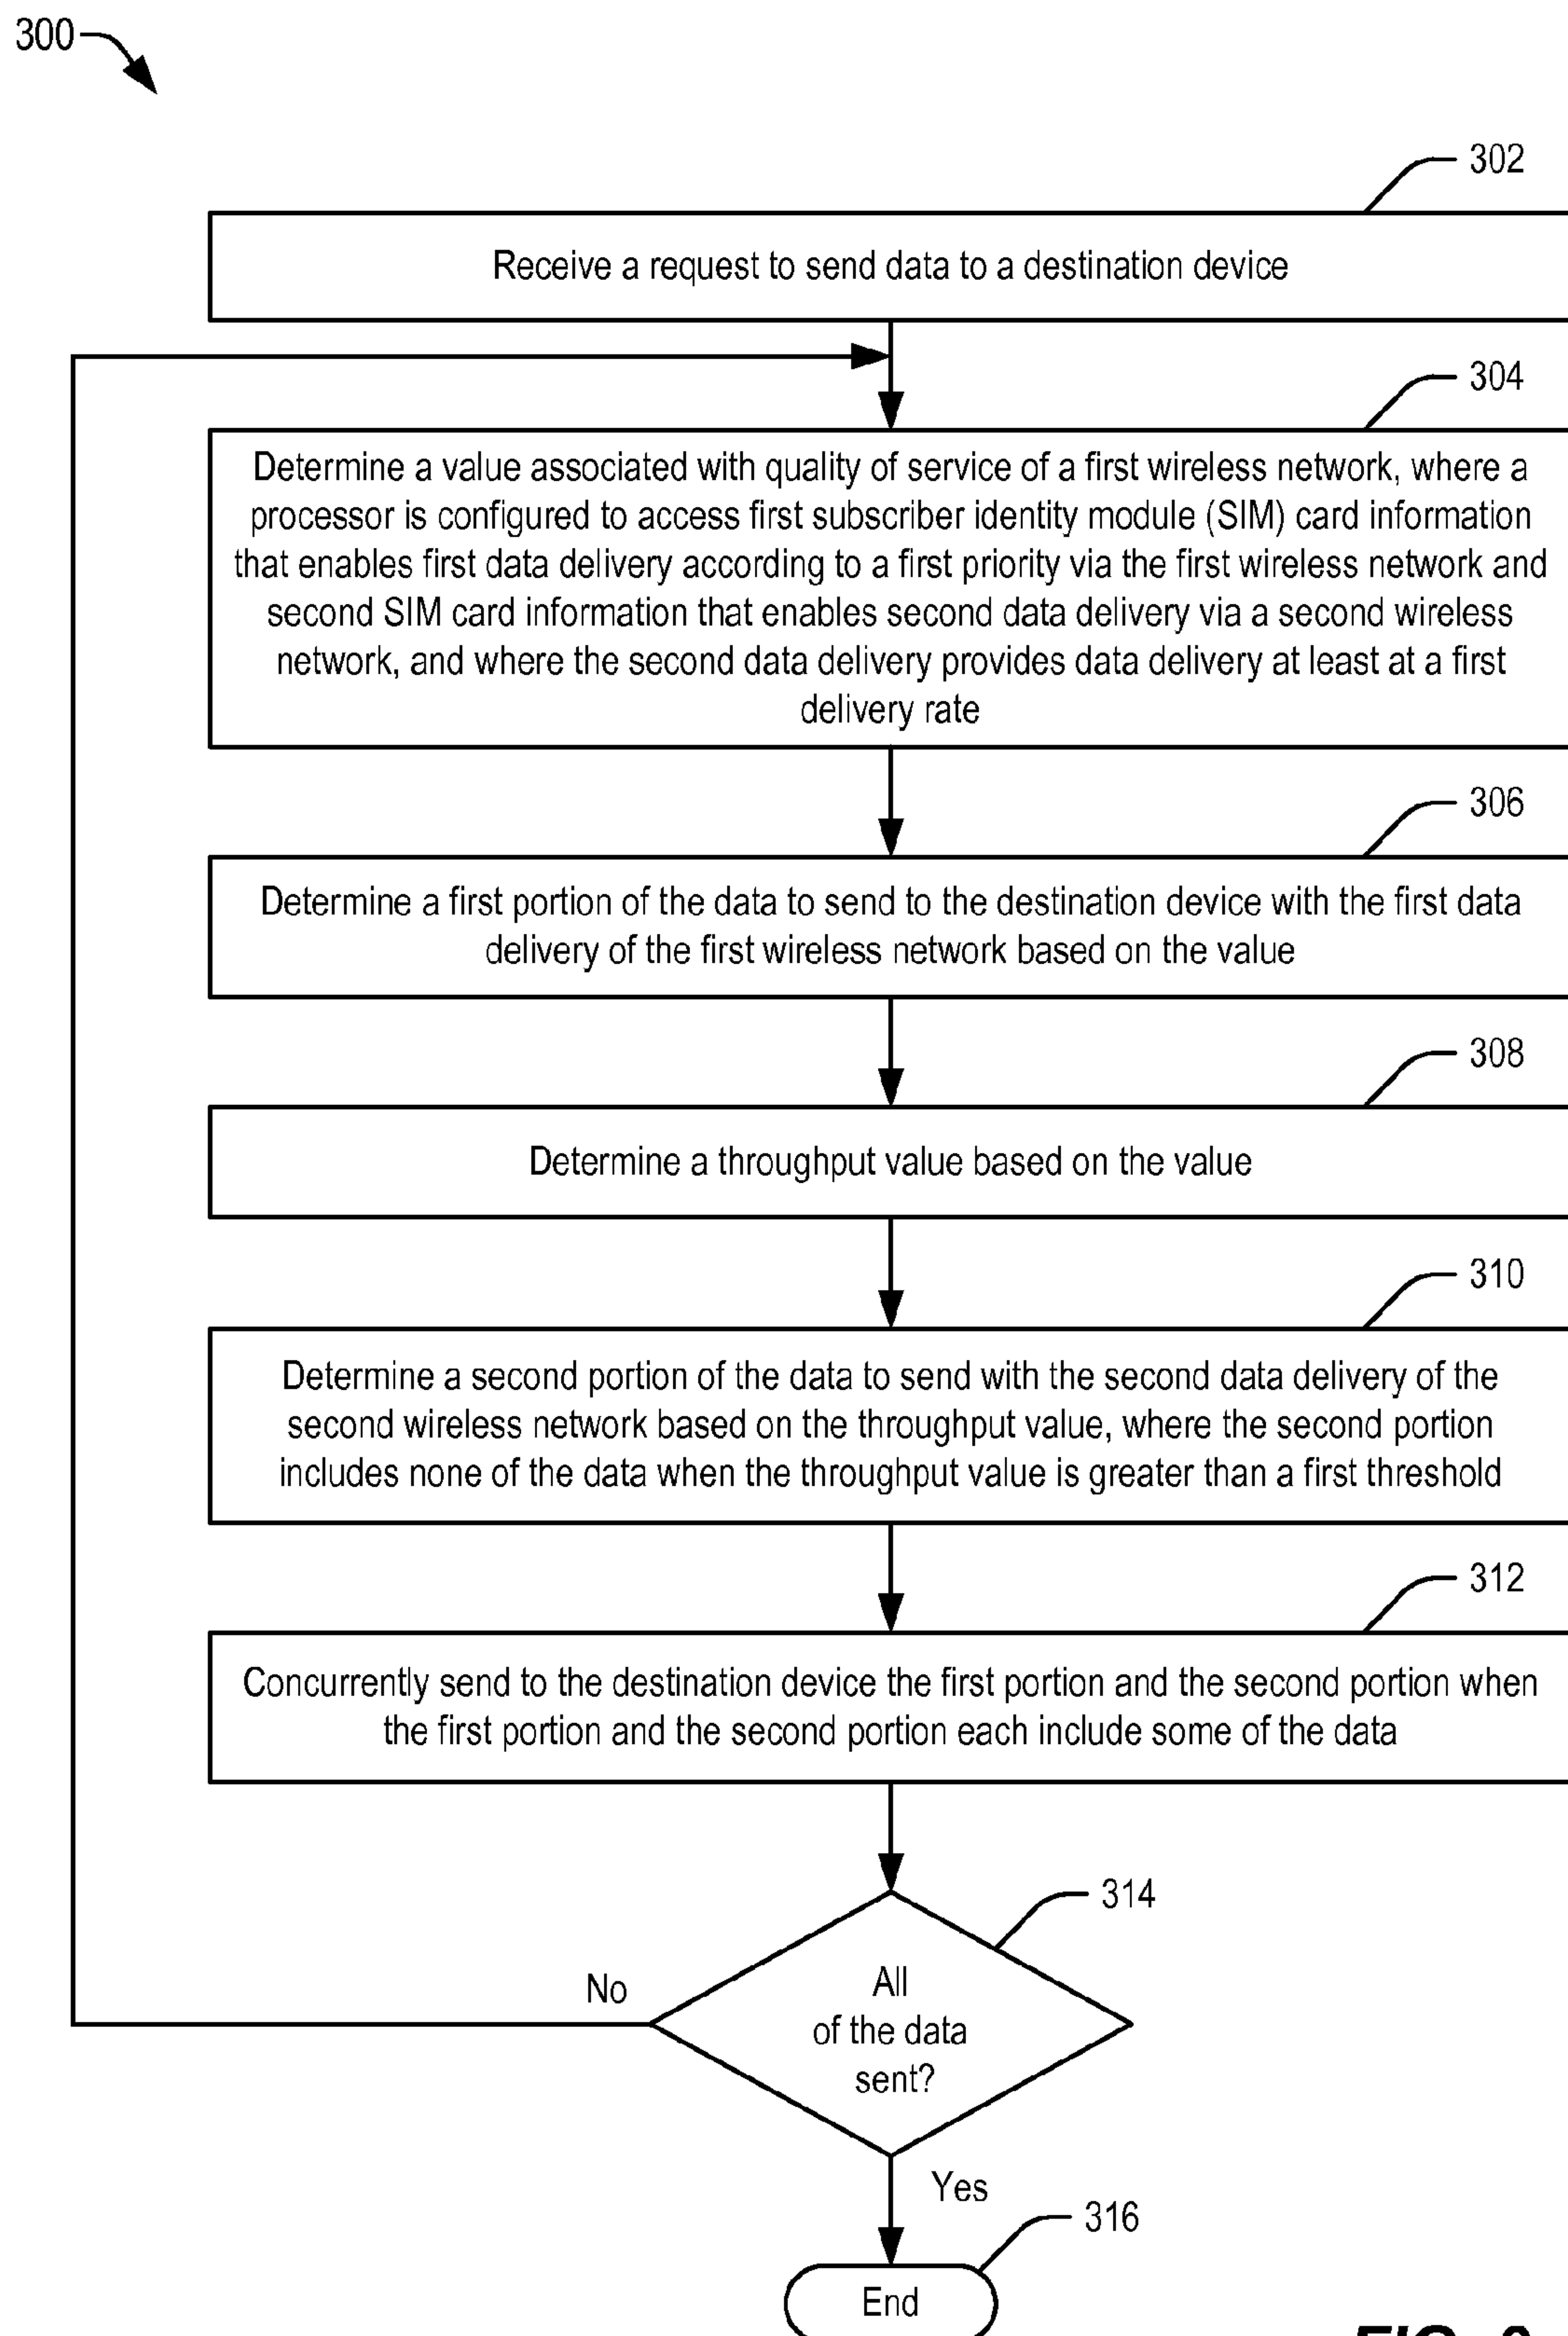 300
302
Receive a request to send data to a destination device
304
Determine a value associated with quality of service of a first wireless network, where a
processor is configured to access first subscriber identity module (SIM) card information
that enables first data delivery according to a first priority via the first wireless network and
second SIM card information that enables second data delivery via a second wireless
network, and where the second data delivery provides data delivery at least at a first
delivery rate
306
Determine a first portion of the data to send to the destination device with the first data
delivery of the first wireless network based on the value
308
Determine a throughput value based on the value
310
Determine a second portion of the data to send with the second data delivery of the
second wireless network based on the throughput value, where the second portion
includes none of the data when the throughput value is greater than a first threshold
312
Concurrently send to the destination device the first portion and the second portion when
the first portion and the second portion each include some of the data
314
All
of the data
sent?
No
Yes
316
End
FIG.